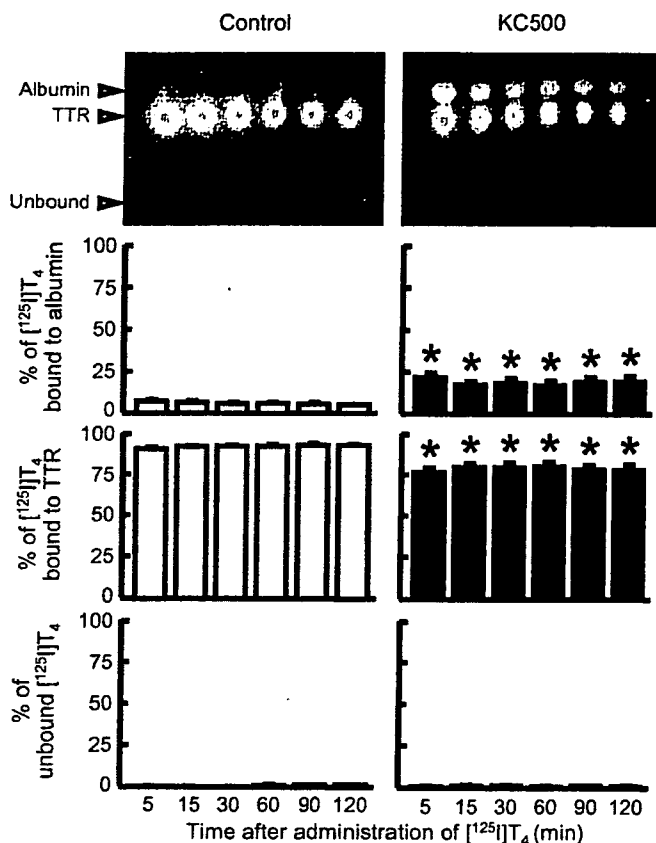 Control KC500
Albumin
TTR
Unbound
% of [¹²⁵I]T₄
bound to albumin
100
75
50
25
0
* * * * * *
% of [¹²⁵I]T₄
bound to TTR
100
75
50
25
0
* * * * * *
% of
unbound [¹²⁵I]T₄
100
75
50
25
0
5 15 30 60 90 120 5 15 30 60 90 120
Time after administration of [¹²⁵I]T₄ (min)